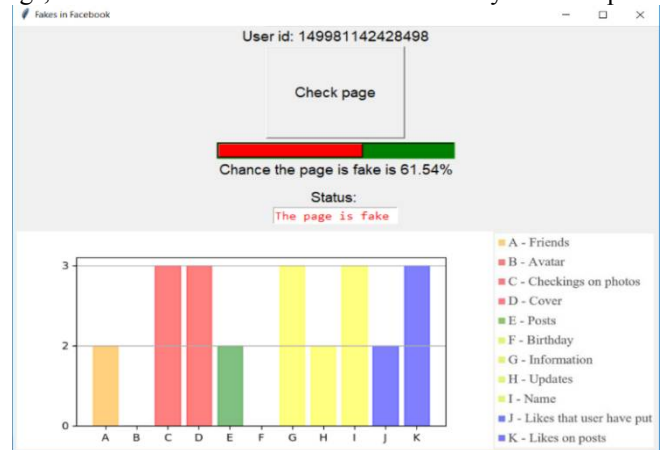 Fakes in Facebook
User id: 149981142428498
Check page
Chance the page is fake is 61.54%
Status:
The page is fake
3
2
0
A B C D E F G H I J K
A - Friends
B - Avatar
C - Checkings on photos
D - Cover
E - Posts
F - Birthday
G - Information
H - Updates
I - Name
J - Likes that user have put
K - Likes on posts